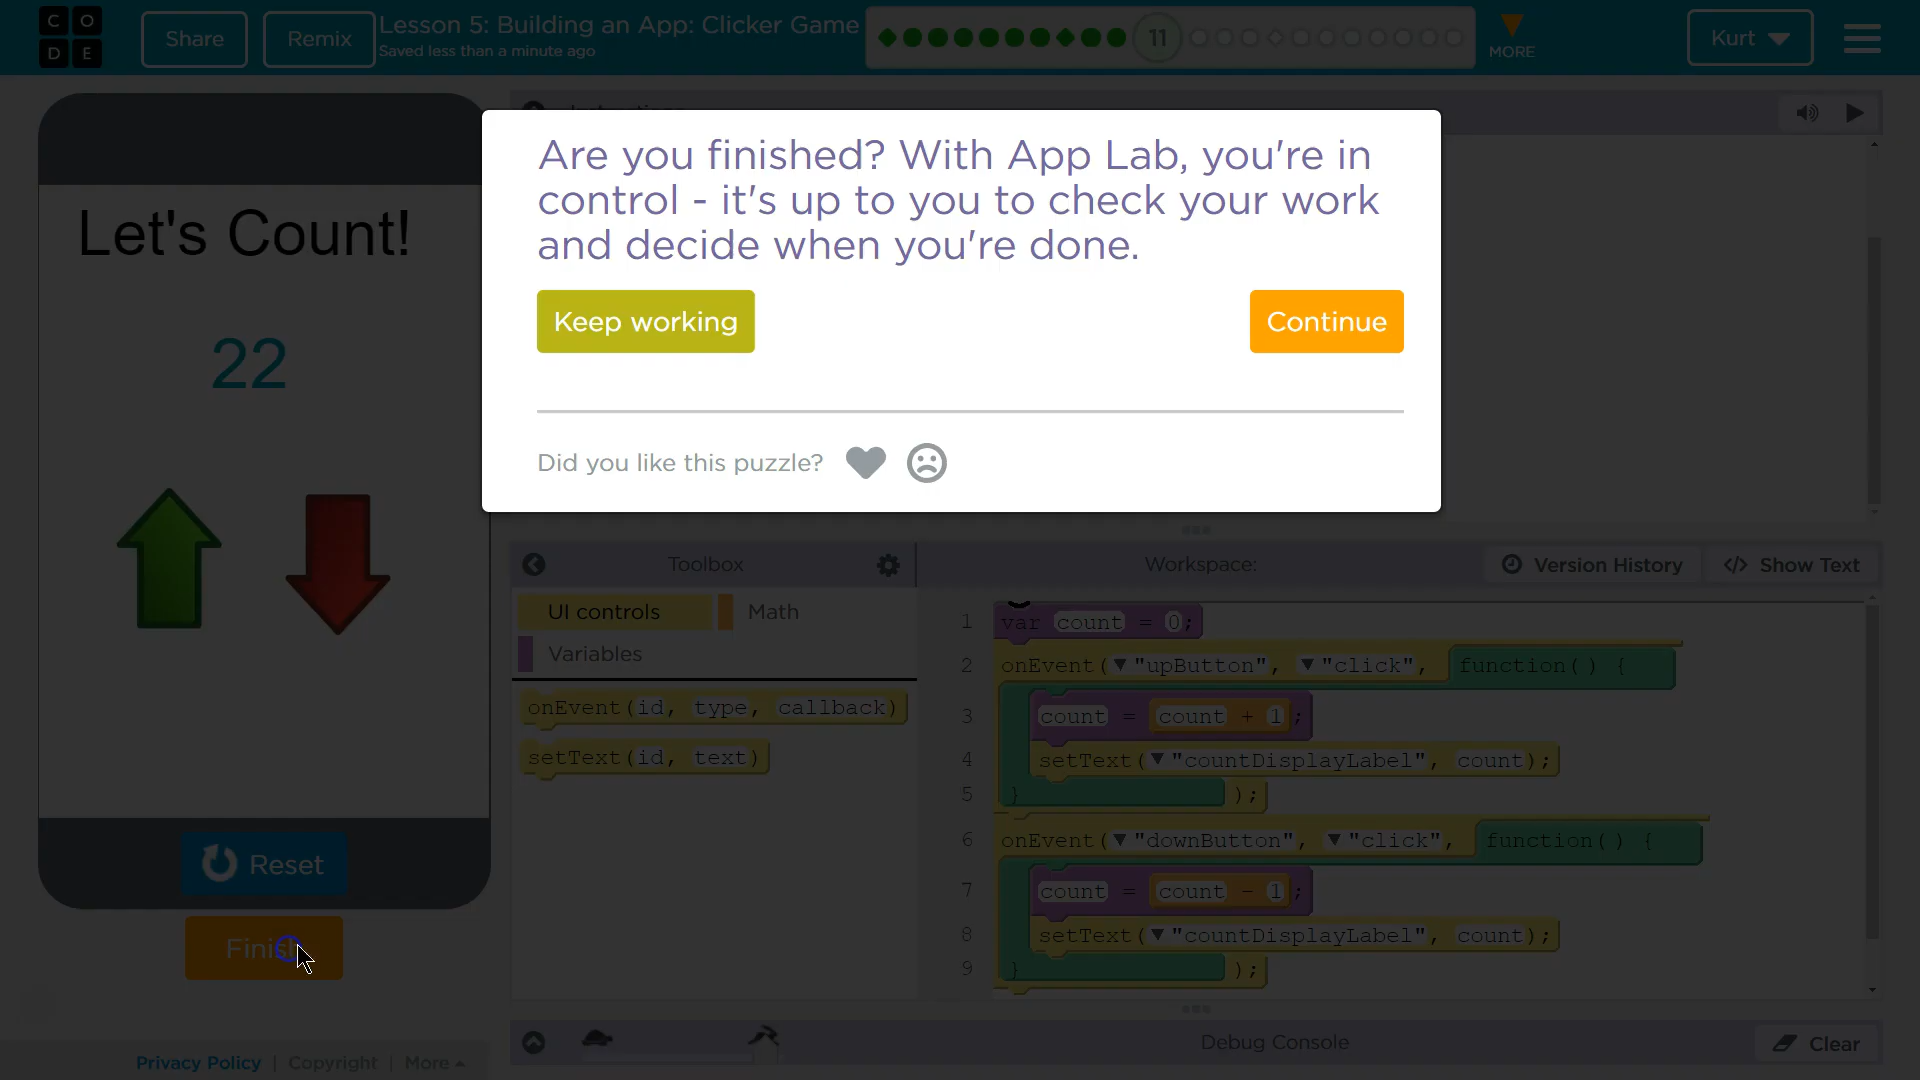 C O
D E
Share
Remix
Lesson 5: Building an App: Clicker Game
Saved less than a minute ago
11
MORE
Kurt
Are you finished? With App Lab, you're in
control - it's up to you to check your work
and decide when you're done.
Keep working
Continue
Did you like this puzzle?
Let's Count!
22
Reset
Finish
Toolbox
UI controls
Math
Variables
onEvent(id, type, callback)
setText(id, text)
Workspace:
Version History
</> Show Text
1 var count = 0;
2 onEvent(▼"upButton", ▼"click", function( ) {
3 count = count + 1;
4 setText(▼"countDisplayLabel", count);
5 } );
6 onEvent(▼"downButton", ▼"click", function( ) {
7 count = count - 1;
8 setText(▼"countDisplayLabel", count);
9 } );
Debug Console
Clear
Privacy Policy | Copyright | More